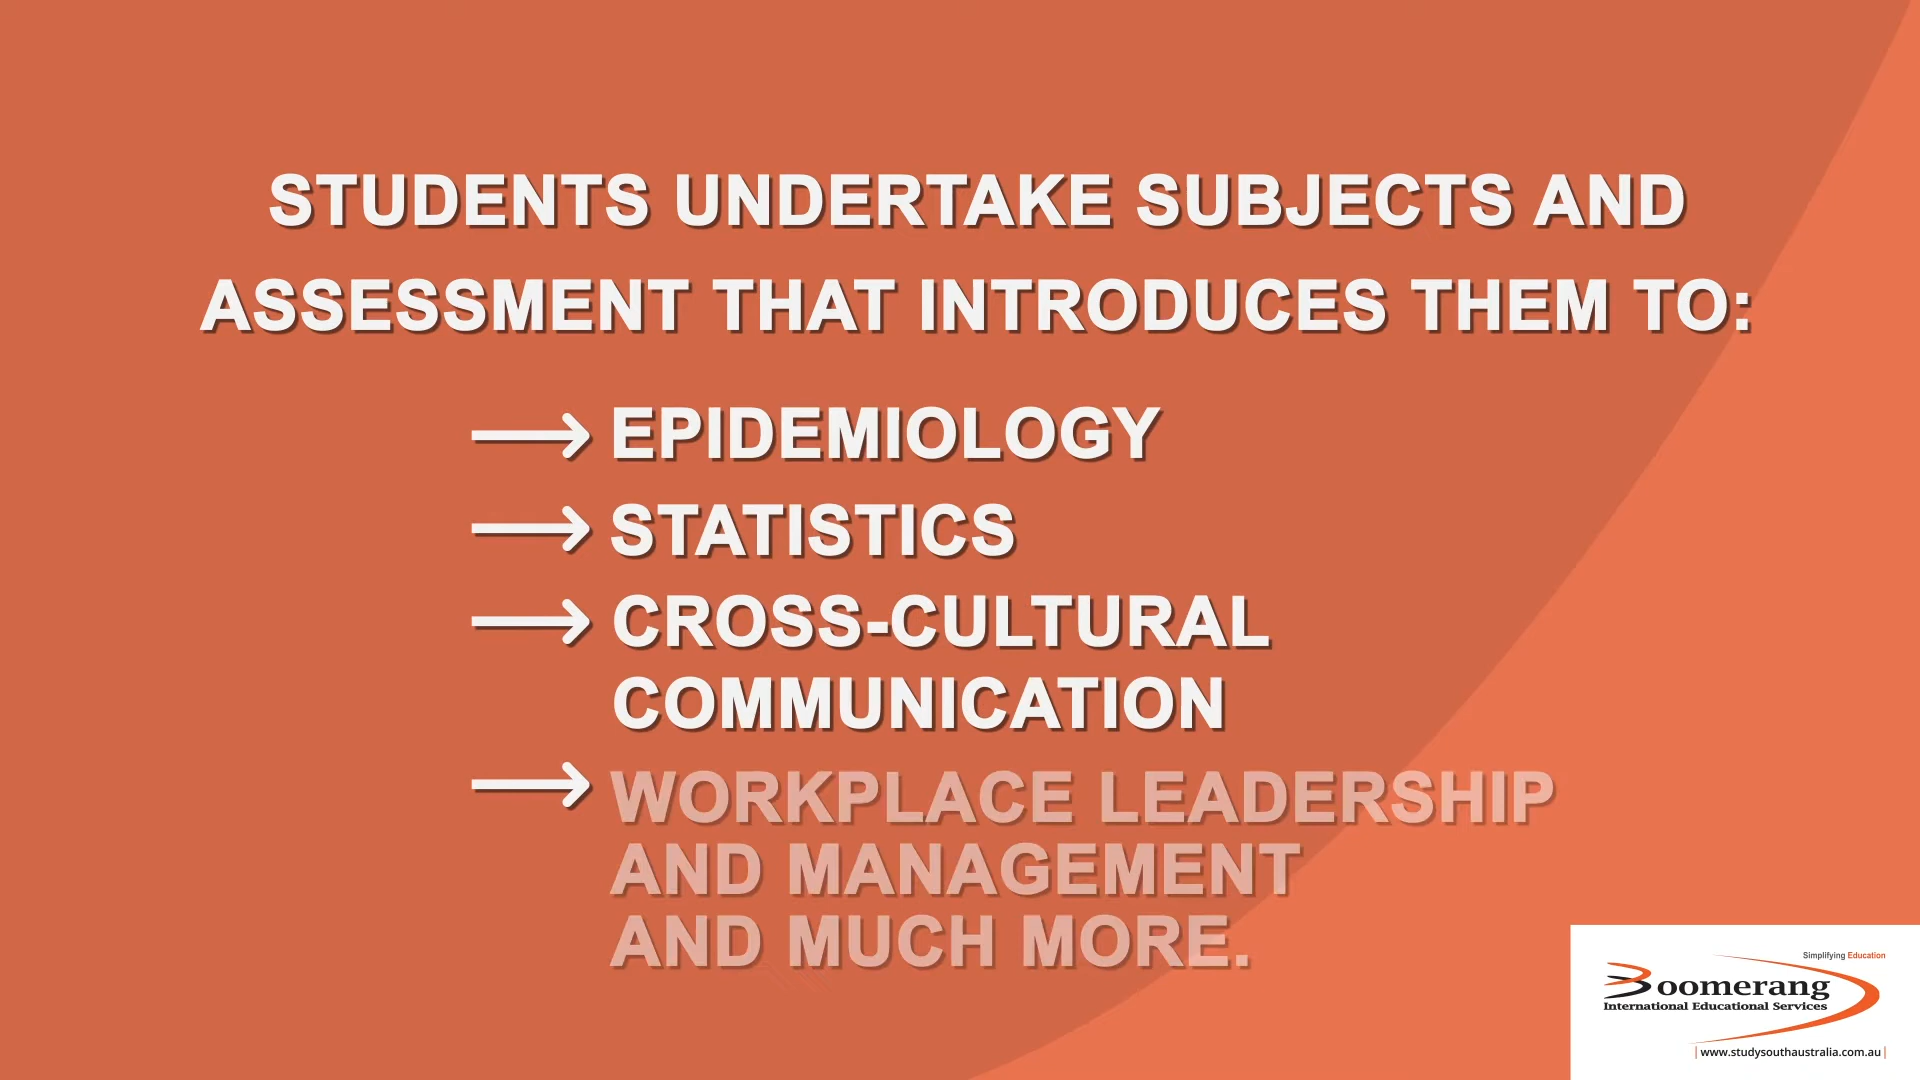 STUDENTS UNDERTAKE SUBJECTS AND
ASSESSMENT THAT INTRODUCES THEM TO:
→ EPIDEMIOLOGY
→ STATISTICS
→ CROSS-CULTURAL
COMMUNICATION
→ WORKPLACE LEADERSHIP
AND MANAGEMENT
AND MUCH MORE.
Simplifying Education
Boomerang
International Educational Services
| www.studysouthaustralia.com.au |